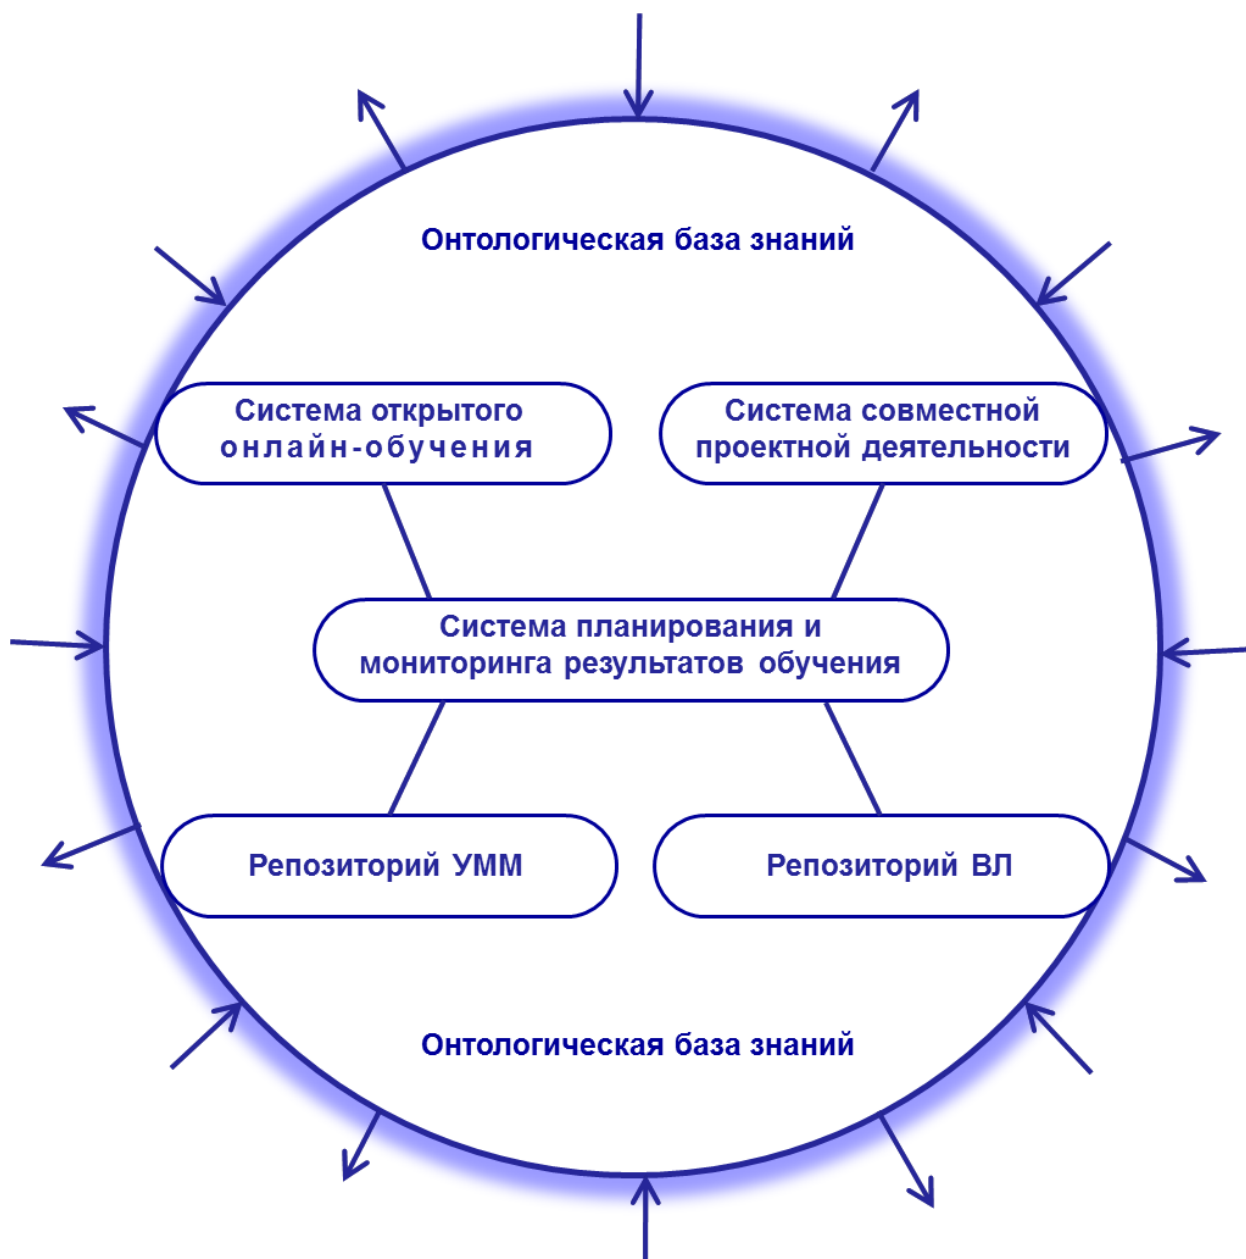 Онтологическая база знаний
Система открытого
онлайн-обучения
Система совместной
проектной деятельности
Система планирования и
мониторинга результатов обучения
Репозиторий УММ
Репозиторий ВЛ
Онтологическая база знаний